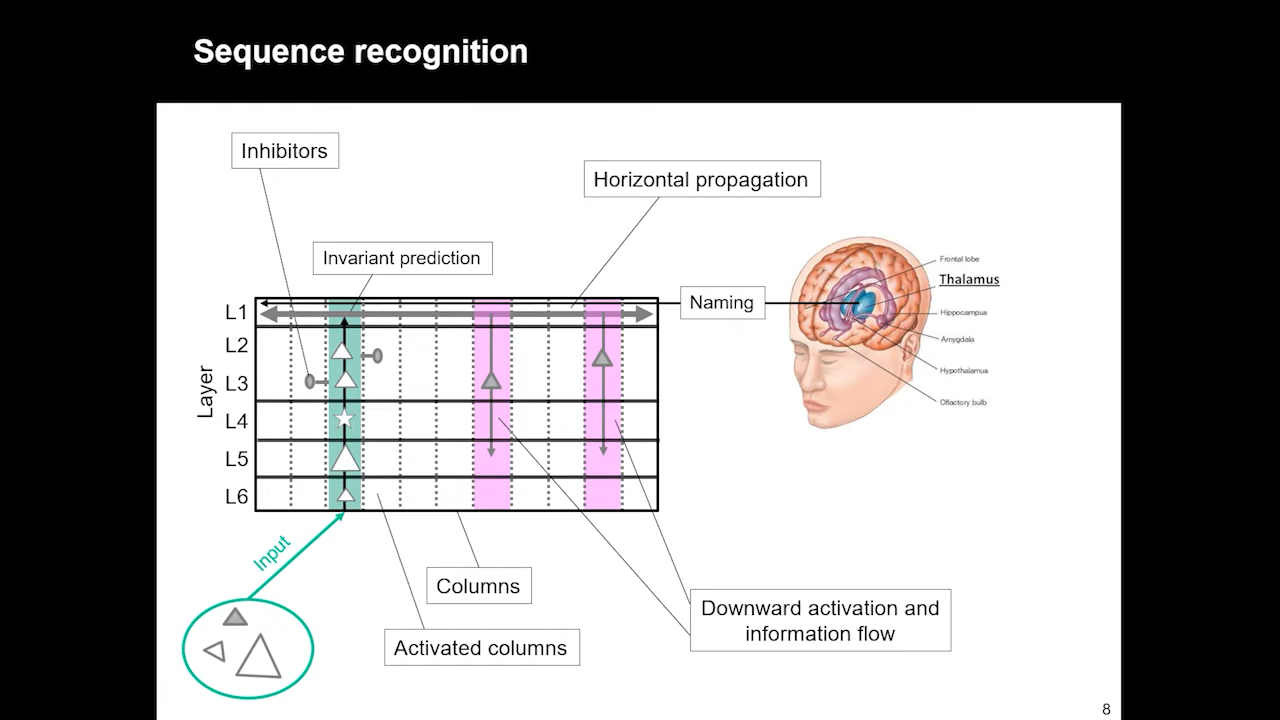 Sequence recognition
Inhibitors
Horizontal propagation
Invariant prediction
Naming
Frontal lobe
Thalamus
Hippocampus
Amygdala
Hypothalamus
Olfactory bulb
Layer
L1
L2
L3
L4
L5
L6
Input
Columns
Activated columns
Downward activation and
information flow
8